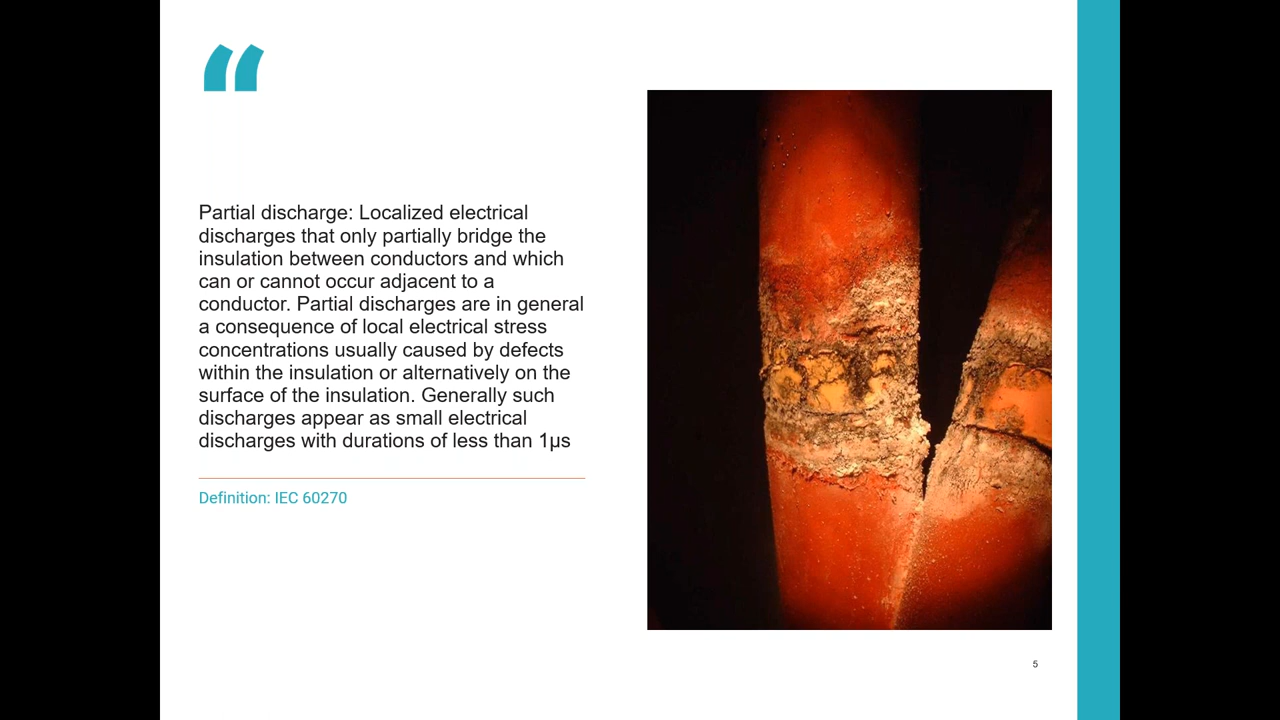 “
Partial discharge: Localized electrical
discharges that only partially bridge the
insulation between conductors and which
can or cannot occur adjacent to a
conductor. Partial discharges are in general
a consequence of local electrical stress
concentrations usually caused by defects
within the insulation or alternatively on the
surface of the insulation. Generally such
discharges appear as small electrical
discharges with durations of less than 1µs
Definition: IEC 60270
5